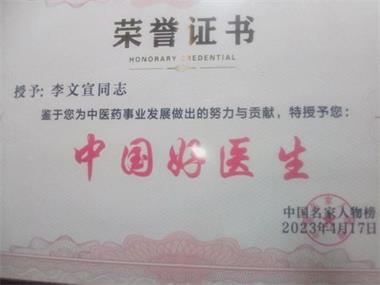 荣誉证书
HONORARY CREDENTIAL
授予:李文宣同志
鉴于您为中医药事业发展做出的努力与贡献,特授予您:
中国好医生
中国名家人物榜
2023年4月17日